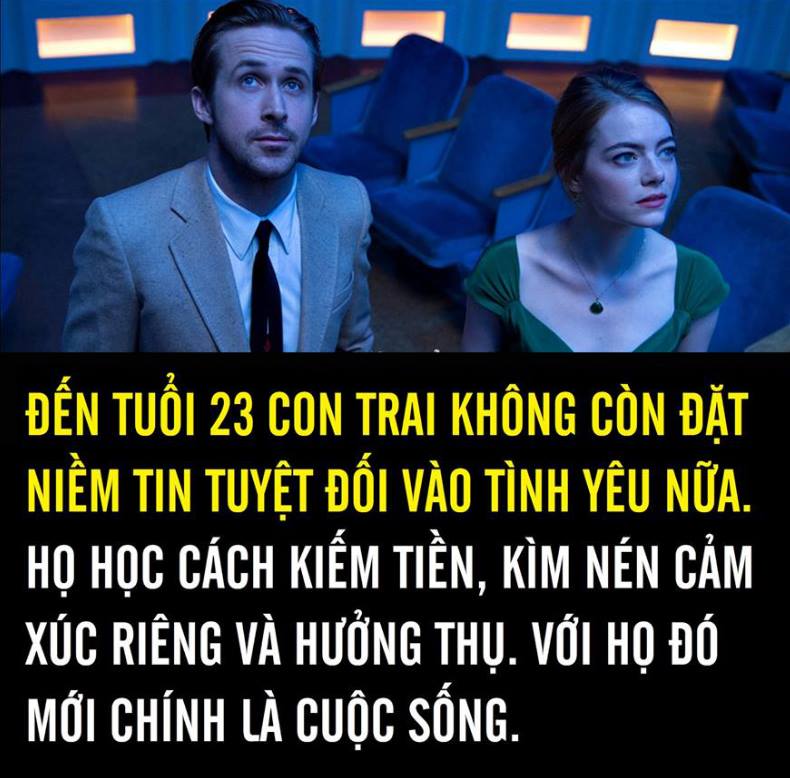 ĐẾN TUỔI 23 CON TRAI KHÔNG CÒN ĐẶT
NIỀM TIN TUYỆT ĐỐI VÀO TÌNH YÊU NỮA.
HỌ HỌC CÁCH KIẾM TIỀN, KÌM NÉN CẢM
XÚC RIÊNG VÀ HƯỞNG THỤ. VỚI HỌ ĐÓ
MỚI CHÍNH LÀ CUỘC SỐNG.